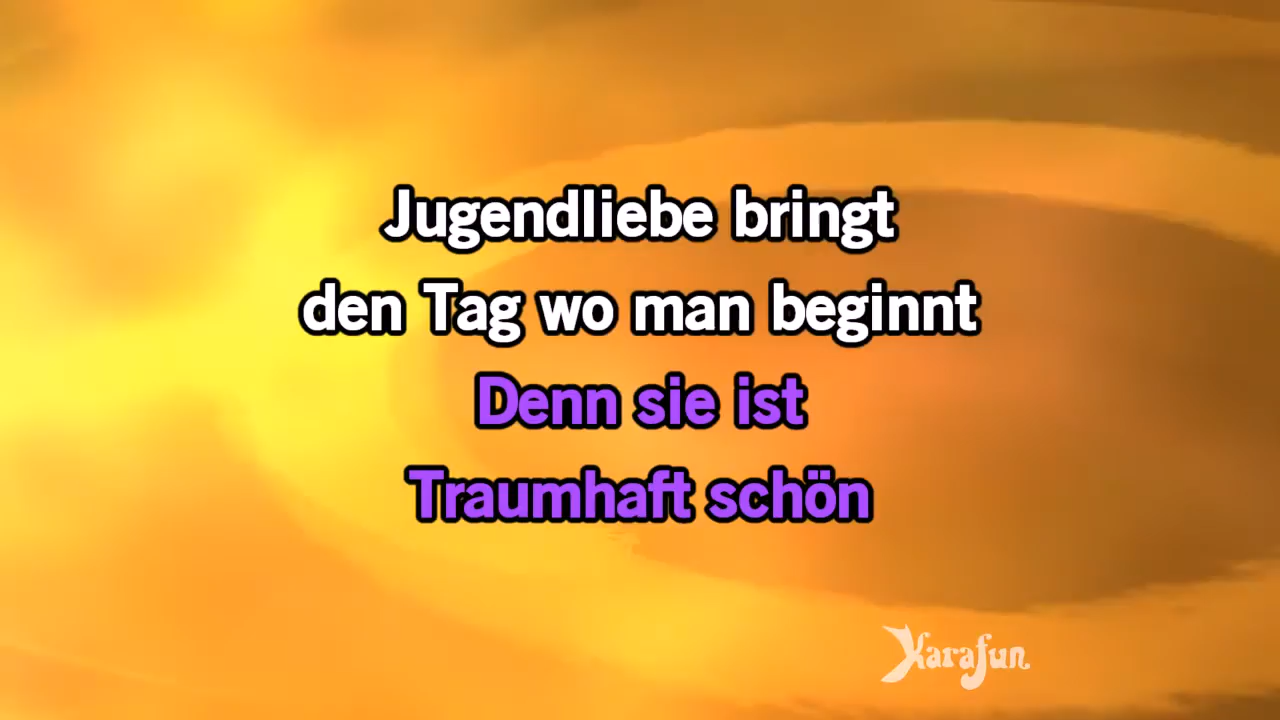 Jugendliebe bringt
den Tag wo man beginnt
Denn sie ist
Traumhaft schön
Karafun